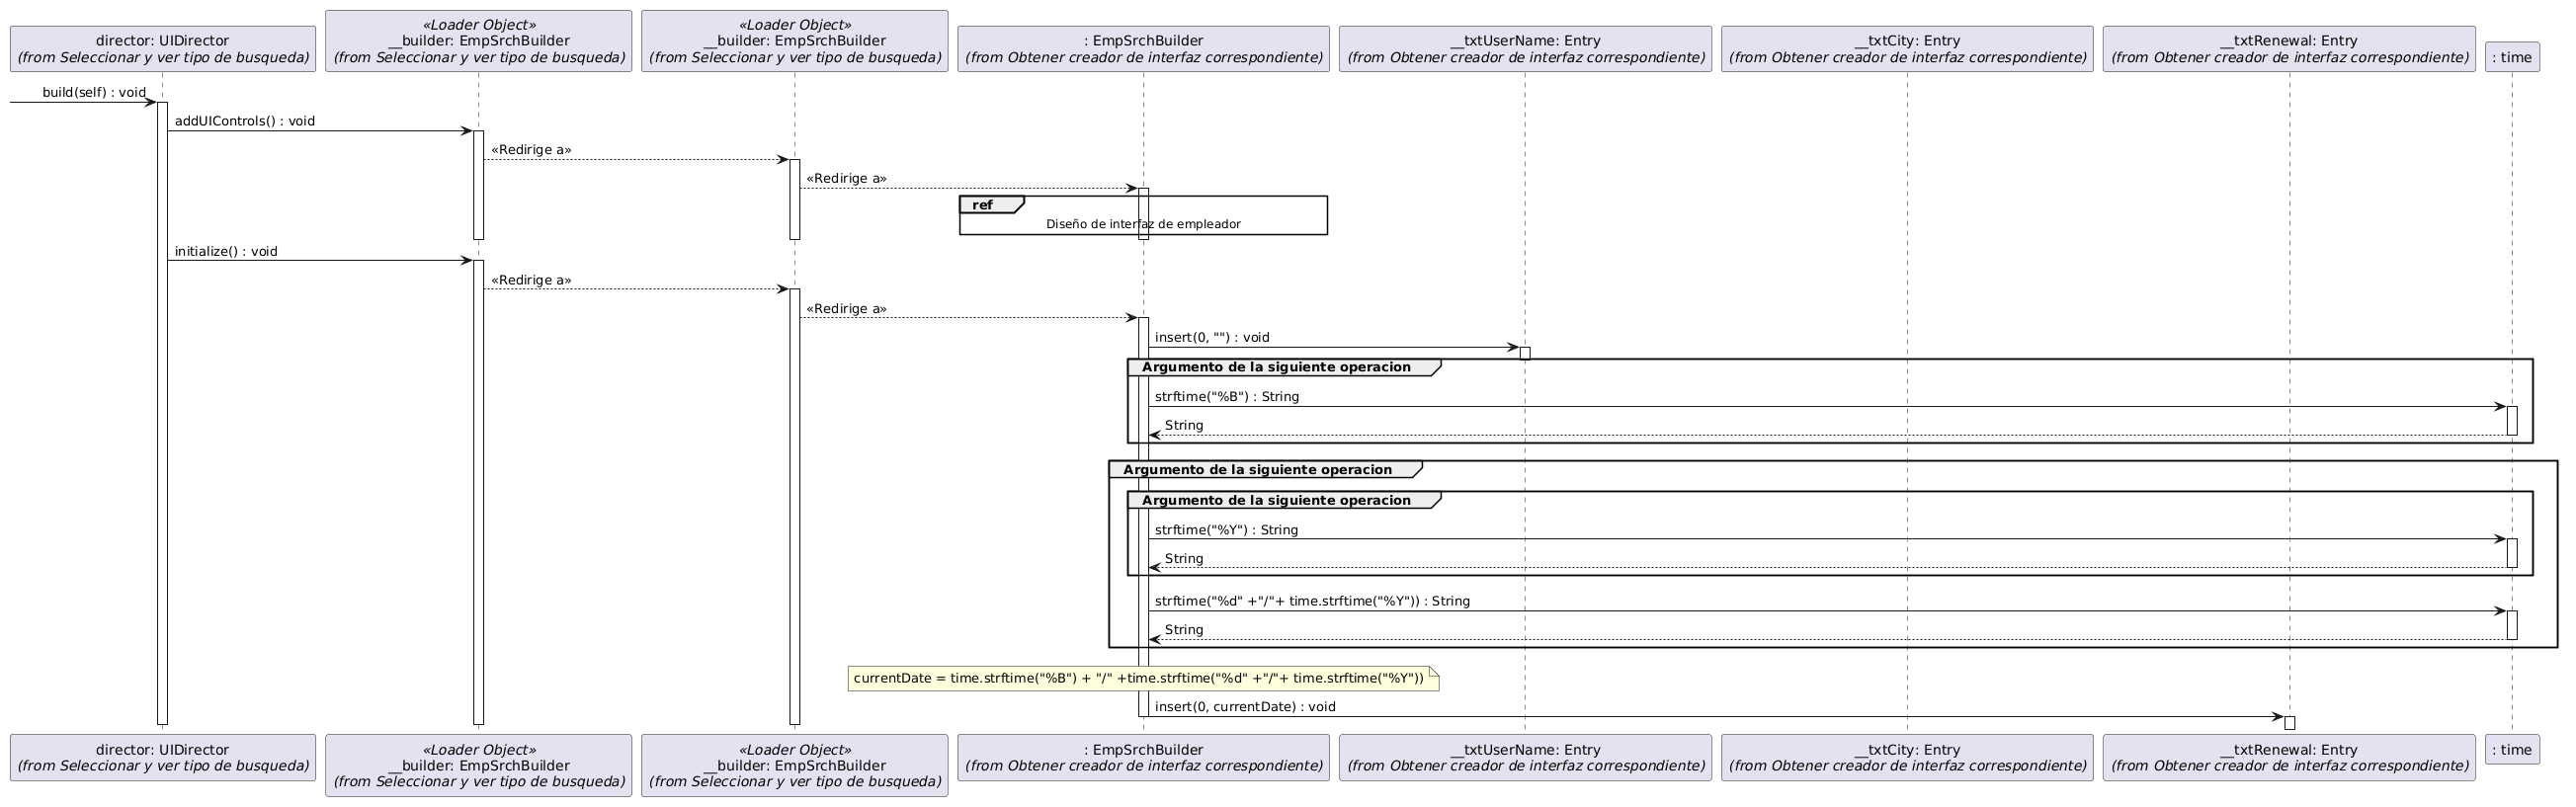 director: UIDirector
(from Seleccionar y ver tipo de busqueda)
«Loader Object»
__builder: EmpSrchBuilder
(from Seleccionar y ver tipo de busqueda)
«Loader Object»
__builder: EmpSrchBuilder
(from Seleccionar y ver tipo de busqueda)
: EmpSrchBuilder
(from Obtener creador de interfaz correspondiente)
__txtUserName: Entry
(from Obtener creador de interfaz correspondiente)
__txtCity: Entry
(from Obtener creador de interfaz correspondiente)
__txtRenewal: Entry
(from Obtener creador de interfaz correspondiente)
: time
build(self) : void
addUIControls() : void
«Redirige a»
«Redirige a»
ref
Diseño de interfaz de empleador
initialize() : void
«Redirige a»
«Redirige a»
insert(0, "") : void
Argumento de la siguiente operacion
strftime("%B") : String
String
Argumento de la siguiente operacion
Argumento de la siguiente operacion
strftime("%Y") : String
String
strftime("%d" +"/"+ time.strftime("%Y")) : String
String
currentDate = time.strftime("%B") + "/" +time.strftime("%d" +"/"+ time.strftime("%Y"))
insert(0, currentDate) : void
director: UIDirector
(from Seleccionar y ver tipo de busqueda)
«Loader Object»
__builder: EmpSrchBuilder
(from Seleccionar y ver tipo de busqueda)
«Loader Object»
__builder: EmpSrchBuilder
(from Seleccionar y ver tipo de busqueda)
: EmpSrchBuilder
(from Obtener creador de interfaz correspondiente)
__txtUserName: Entry
(from Obtener creador de interfaz correspondiente)
__txtCity: Entry
(from Obtener creador de interfaz correspondiente)
__txtRenewal: Entry
(from Obtener creador de interfaz correspondiente)
: time